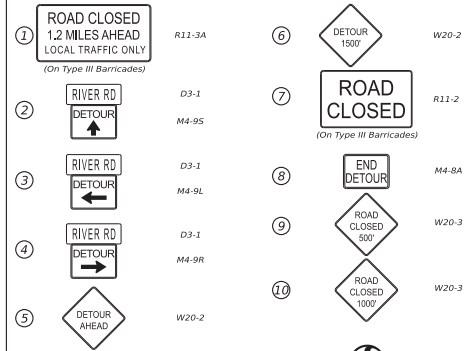 1
ROAD CLOSED
1.2 MILES AHEAD
LOCAL TRAFFIC ONLY
R11-3A
(On Type III Barricades)
2
RIVER RD
D3-1
DETOUR
M4-9S
3
RIVER RD
D3-1
DETOUR
M4-9L
4
RIVER RD
D3-1
DETOUR
M4-9R
5
DETOUR
AHEAD
W20-2
6
DETOUR
1500'
W20-2
7
ROAD
CLOSED
R11-2
(On Type III Barricades)
8
END
DETOUR
M4-8A
9
ROAD
CLOSED
500'
W20-3
10
ROAD
CLOSED
1000'
W20-3